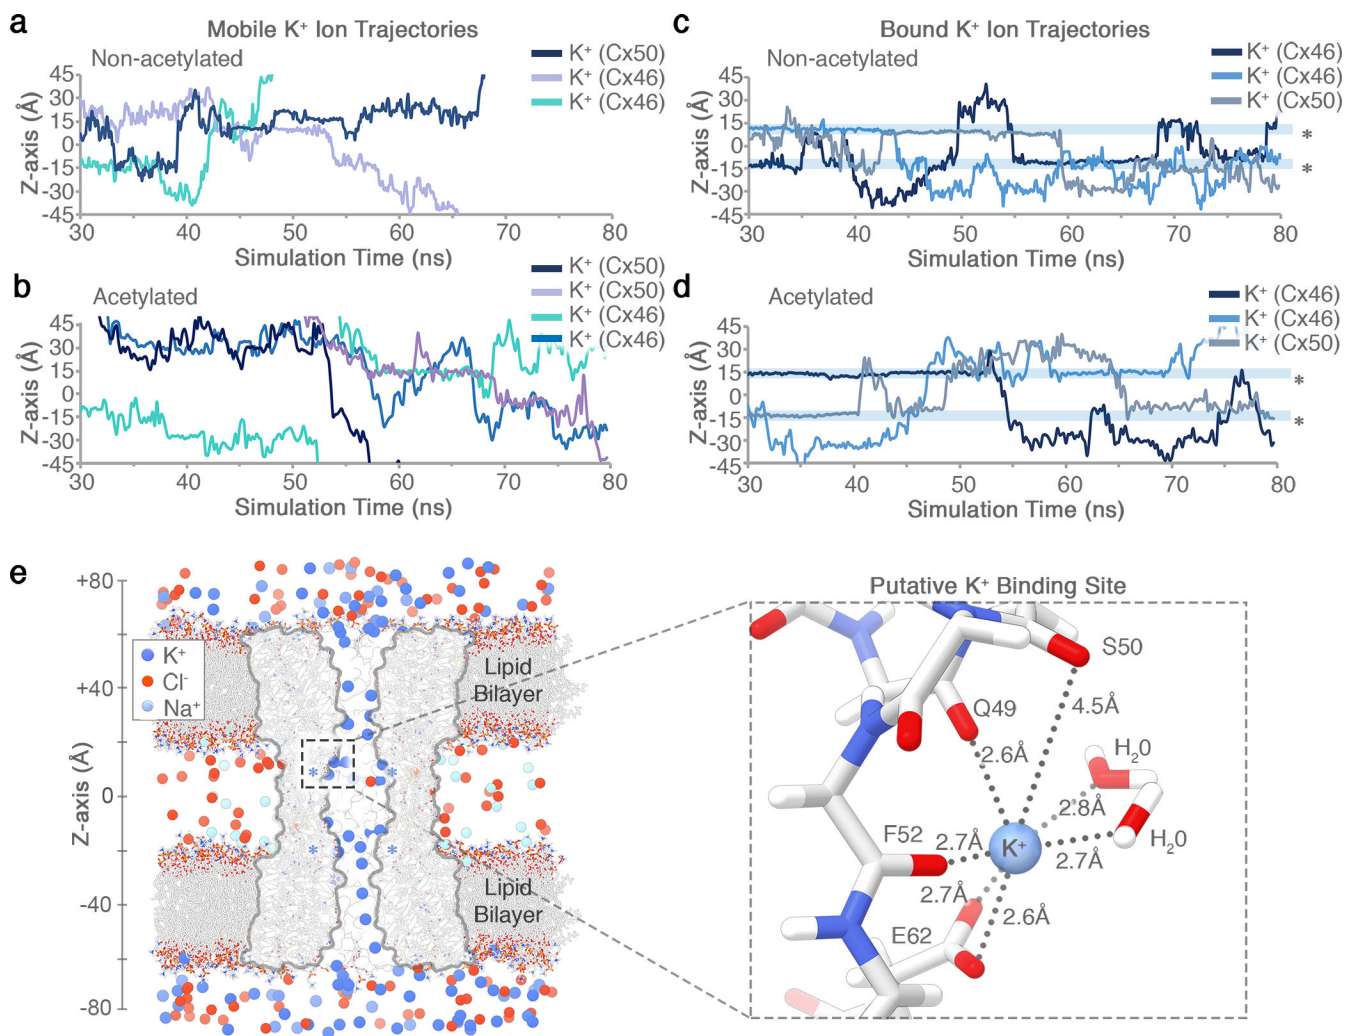 a
Mobile K⁺ Ion Trajectories
Non-acetylated
K⁺ (Cx50)
K⁺ (Cx46)
K⁺ (Cx46)
Z-axis (Å)
45
30
15
0
-15
-30
-45
30 40 50 60 70 80
Simulation Time (ns)
b
Acetylated
K⁺ (Cx50)
K⁺ (Cx50)
K⁺ (Cx46)
K⁺ (Cx46)
Z-axis (Å)
45
30
15
0
-15
-30
-45
30 40 50 60 70 80
Simulation Time (ns)
c
Bound K⁺ Ion Trajectories
Non-acetylated
K⁺ (Cx46)
K⁺ (Cx46)
K⁺ (Cx50)
Z-axis (Å)
45
30
15
0
-15
-30
-45
*
*
30 40 50 60 70 80
Simulation Time (ns)
d
Acetylated
K⁺ (Cx46)
K⁺ (Cx46)
K⁺ (Cx50)
Z-axis (Å)
45
30
15
0
-15
-30
-45
*
*
30 40 50 60 70 80
Simulation Time (ns)
e
Z-axis (Å)
+80
+40
0
-40
-80
K⁺
Cl⁻
Na⁺
Lipid
Bilayer
* *
* *
Lipid
Bilayer
Putative K⁺ Binding Site
S50
Q49
4.5Å
2.6Å
H₂0
2.8Å
F52
2.7Å
K⁺
H₂0
2.7Å
2.7Å
2.6Å
E62